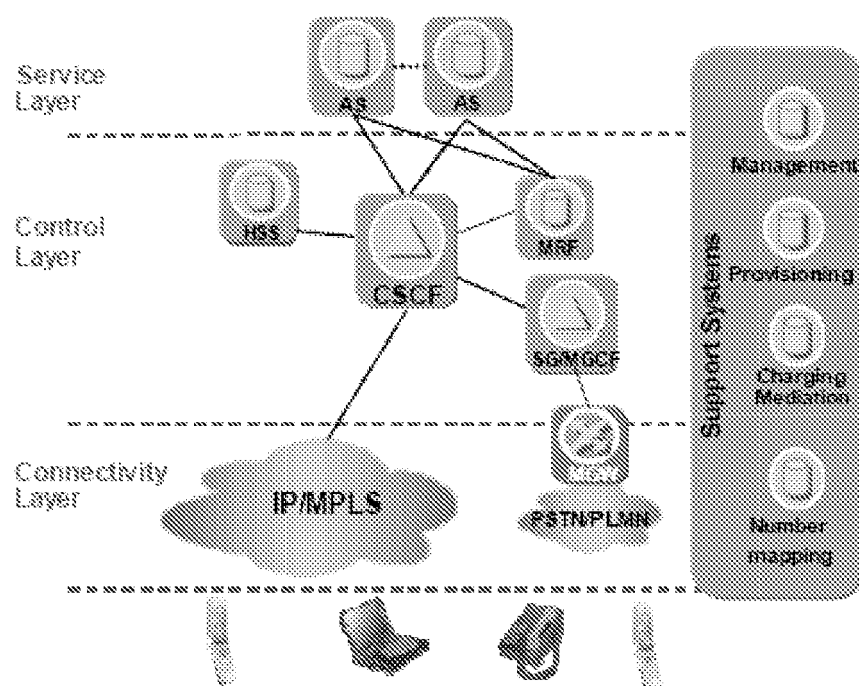 Service
Layer
AS
AS
Management
HSS
MRF
Control
Layer
CSCF
Provisioning
SG/MGCF
Support Systems
Charging
Mediation
Connectivity
Layer
MGW
IP/MPLS
PSTN/PLMN
Number
mapping